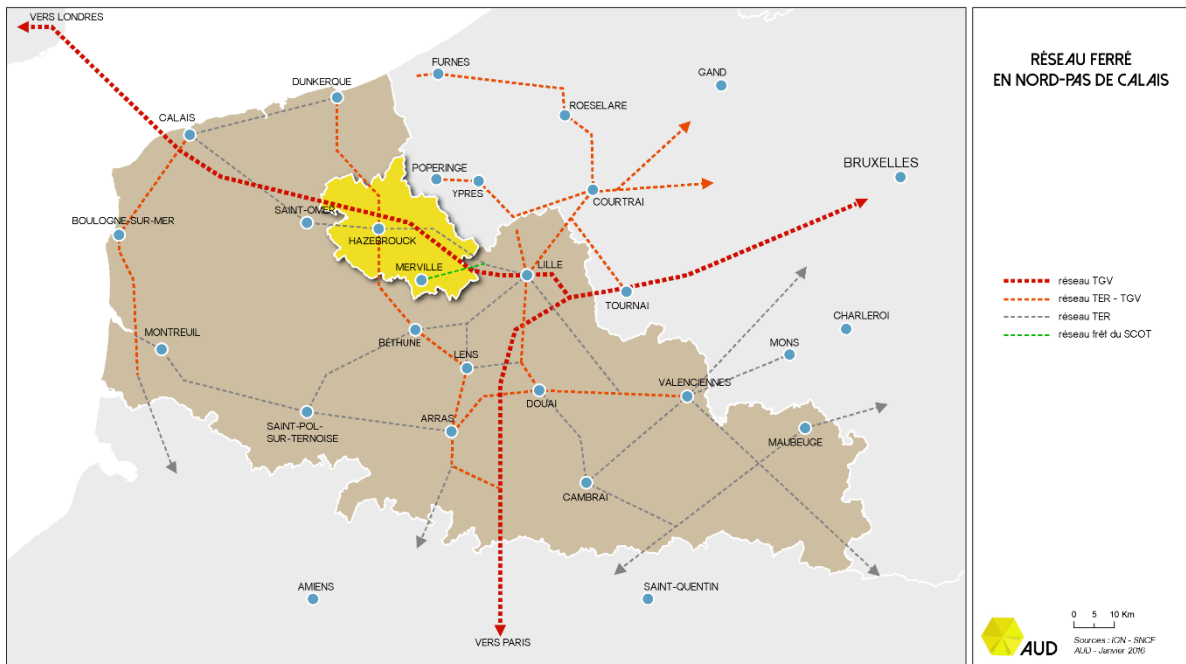 VERS LONDRES
FURNES
GAND
DUNKERQUE
ROESELARE
CALAIS
BRUXELLES
POPERINGE
YPRES
COURTRAI
SAINT-OMER
BOULOGNE-SUR-MER
HAZEBROUCK
MERVILLE
LILLE
TOURNAI
CHARLEROI
MONTREUIL
BÉTHUNE
MONS
LENS
VALENCIENNES
DOUAI
ARRAS
SAINT-POL-
SUR-TERNOISE
MAUBEUGE
CAMBRAI
AMIENS
SAINT-QUENTIN
VERS PARIS
RÉSEAU FERRÉ
EN NORD-PAS DE CALAIS
réseau TGV
réseau TER - TGV
réseau TER
réseau frêt du SCOT
0 5 10 Km
AUD
Sources : IGN - SNCF
AUD - Janvier 2016